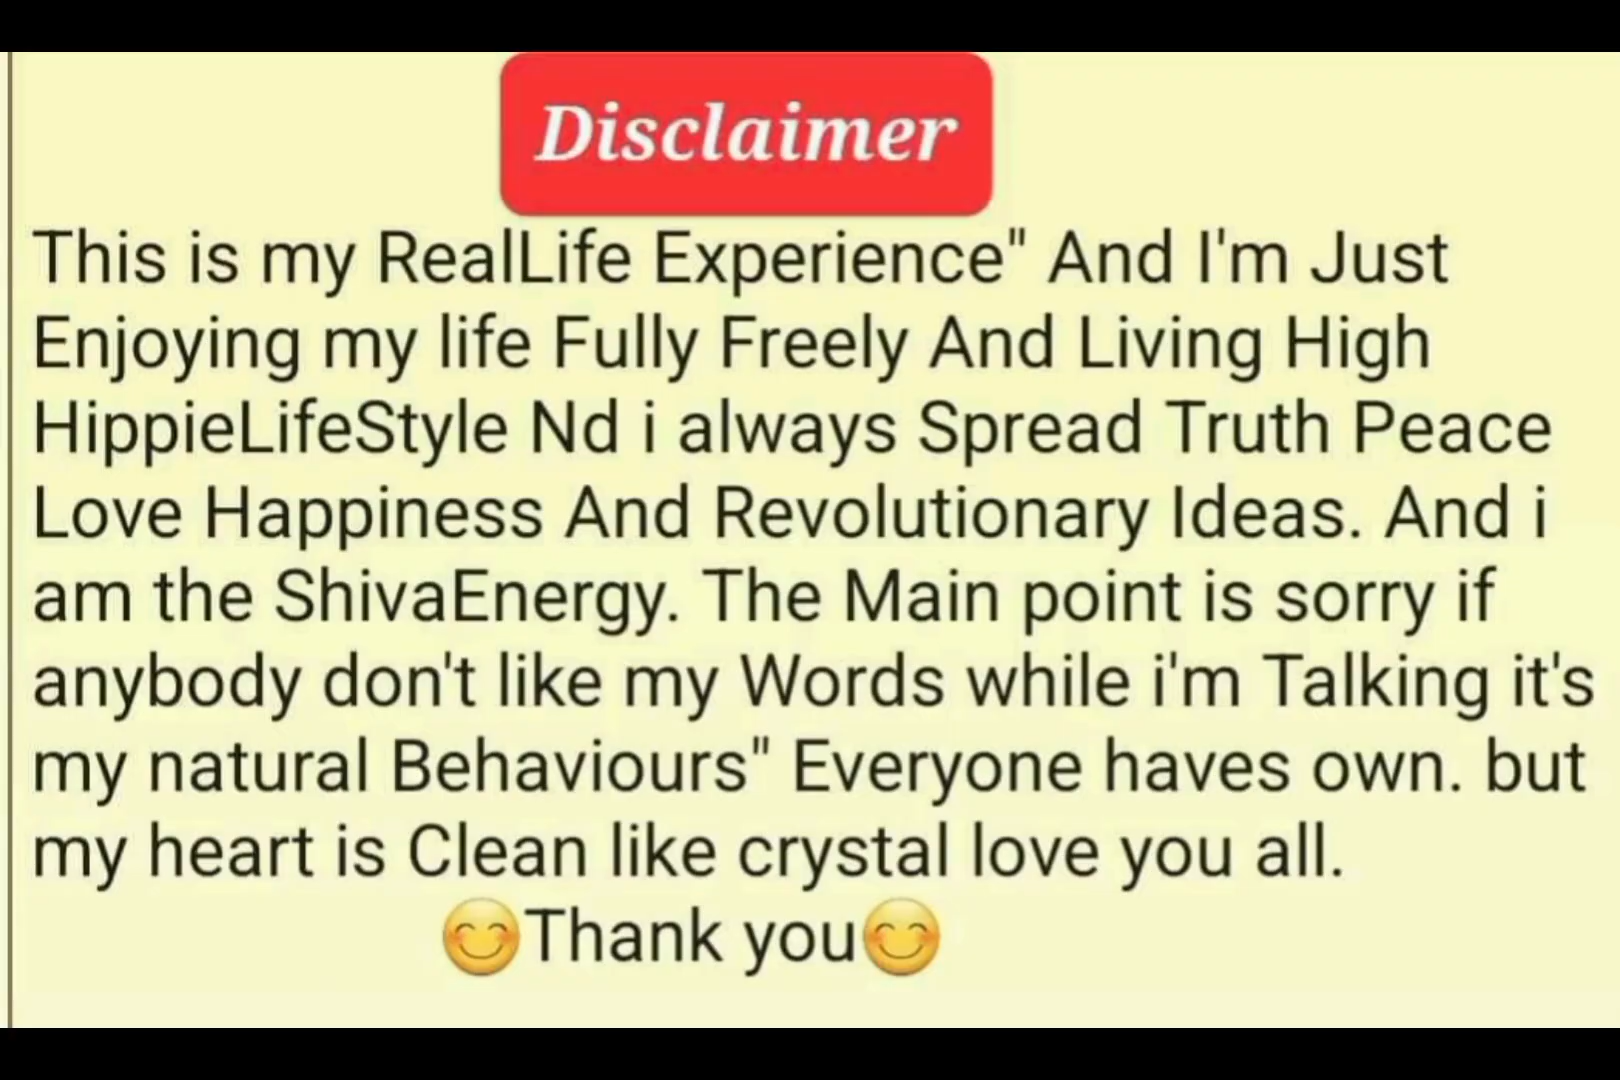 Disclaimer
This is my RealLife Experience" And I'm Just
Enjoying my life Fully Freely And Living High
HippieLifeStyle Nd i always Spread Truth Peace
Love Happiness And Revolutionary Ideas. And i
am the ShivaEnergy. The Main point is sorry if
anybody don't like my Words while i'm Talking it's
my natural Behaviours" Everyone haves own. but
my heart is Clean like crystal love you all.
😊Thank you😊